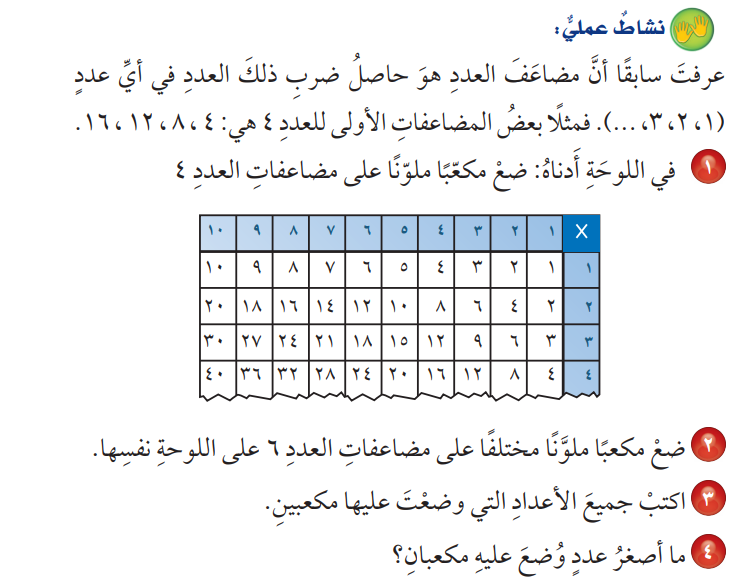 نشاطٌ عمليٌّ:
عرفتَ سابقًا أنَّ مضاعَفَ العددِ هوَ حاصلُ ضربِ ذلكَ العددِ في أيِّ عددٍ
(١، ٢، ٣، ...). فمثلًا بعضُ المضاعفاتِ الأولى للعددِ ٤ هي: ٤، ٨، ١٢، ١٦.
١ في اللوحَةِ أدناهُ: ضعْ مكعّبًا ملوّنًا على مضاعفاتِ العددِ ٤
X ١ ٢ ٣ ٤ ٥ ٦ ٧ ٨ ٩ ١٠
١ ١ ٢ ٣ ٤ ٥ ٦ ٧ ٨ ٩ ١٠
٢ ٢ ٤ ٦ ٨ ١٠ ١٢ ١٤ ١٦ ١٨ ٢٠
٣ ٣ ٦ ٩ ١٢ ١٥ ١٨ ٢١ ٢٤ ٢٧ ٣٠
٤ ٤ ٨ ١٢ ١٦ ٢٠ ٢٤ ٢٨ ٣٢ ٣٦ ٤٠
٢ ضعْ مكعبًا ملوَّنًا مختلفًا على مضاعفاتِ العددِ ٦ على اللوحةِ نفسِها.
٣ اكتبْ جميعَ الأعدادِ التي وضعْتَ عليها مكعبينِ.
٤ ما أصغرُ عددٍ وُضعَ عليهِ مكعبانِ؟